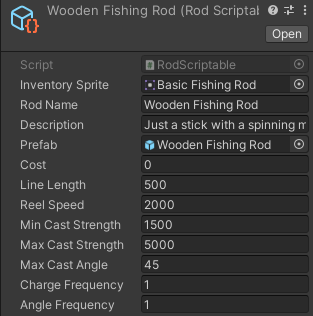 Wooden Fishing Rod (Rod Scriptab
Open
Script RodScriptable
Inventory Sprite Basic Fishing Rod
Rod Name Wooden Fishing Rod
Description Just a stick with a spinning m
Prefab Wooden Fishing Rod
Cost 0
Line Length 500
Reel Speed 2000
Min Cast Strength 1500
Max Cast Strength 5000
Max Cast Angle 45
Charge Frequency 1
Angle Frequency 1